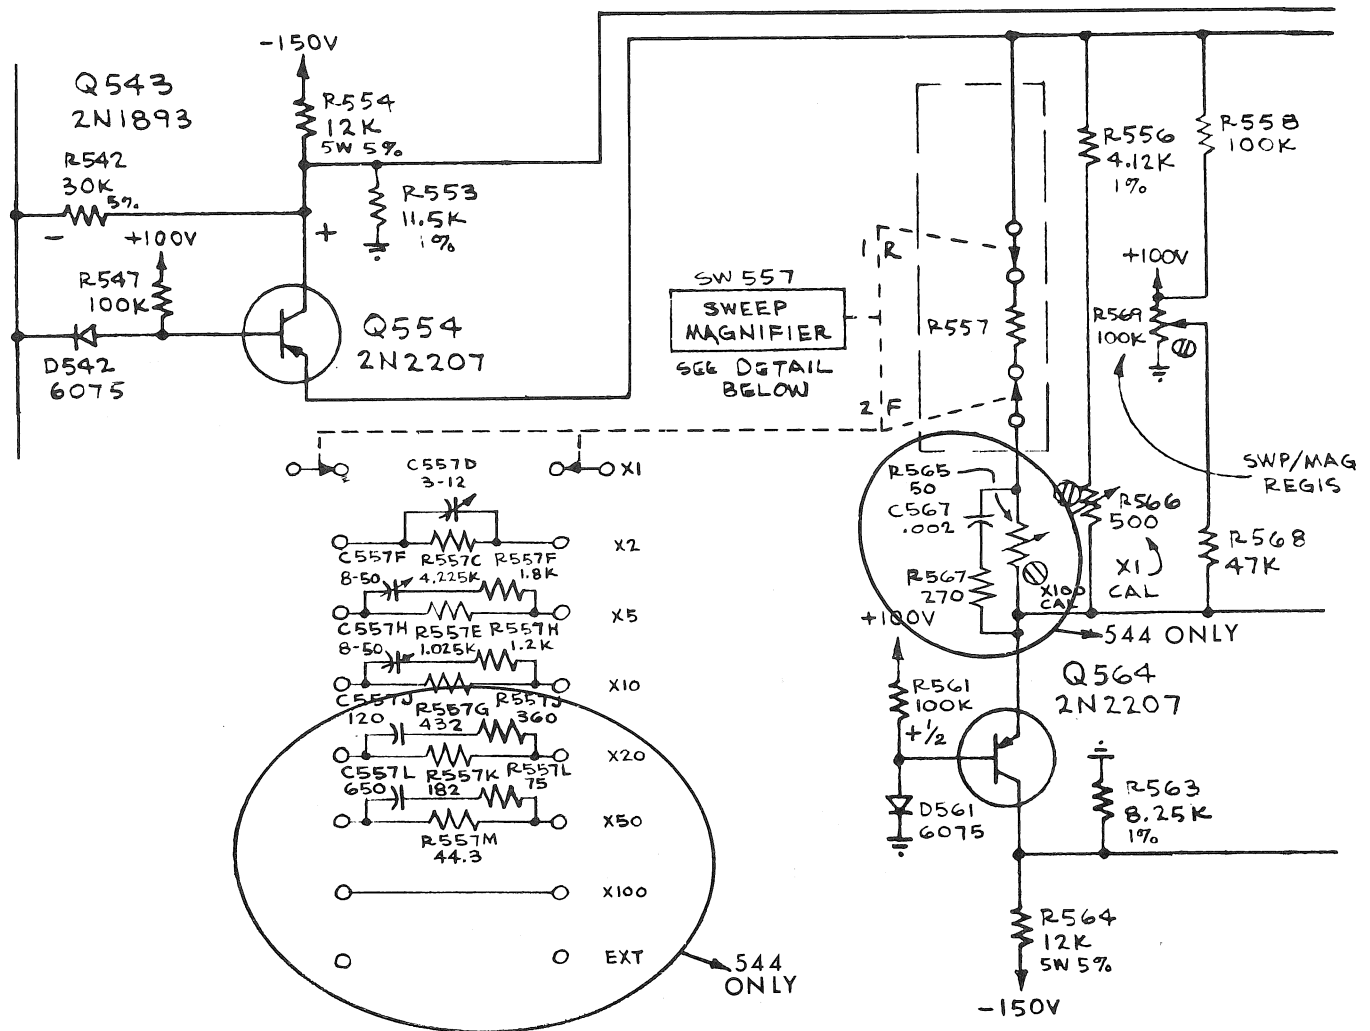 -150V
Q543
2N1893
R554
12K
5W 5%
R542
30K
5%
R553
11.5K
1%
-
+100V
+
R547
100K
D542
6075
Q554
2N2207
SW 557
SWEEP
MAGNIFIER
SEE DETAIL
BELOW
1 R
2 F
R557
R556
4.12K
1%
R558
100K
+100V
R569
100K
SWP/MAG
REGIS
R565
50
C567
.002
R567
270
X100
CAL
R566
500
X1
CAL
R568
47K
544 ONLY
+100V
R561
100K
+1/2
Q564
2N2207
D561
6075
R563
8.25K
1%
R564
12K
5W 5%
-150V
X1
C557D
3-12
X2
C557F
8-50
R557C
4.225K
R557F
1.8K
X5
C557H
8-50
R557E
1.025K
R557H
1.2K
X10
C557J
120
R557G
432
R557J
360
X20
C557L
650
R557K
182
R557L
75
X50
R557M
44.3
X100
EXT
544
ONLY